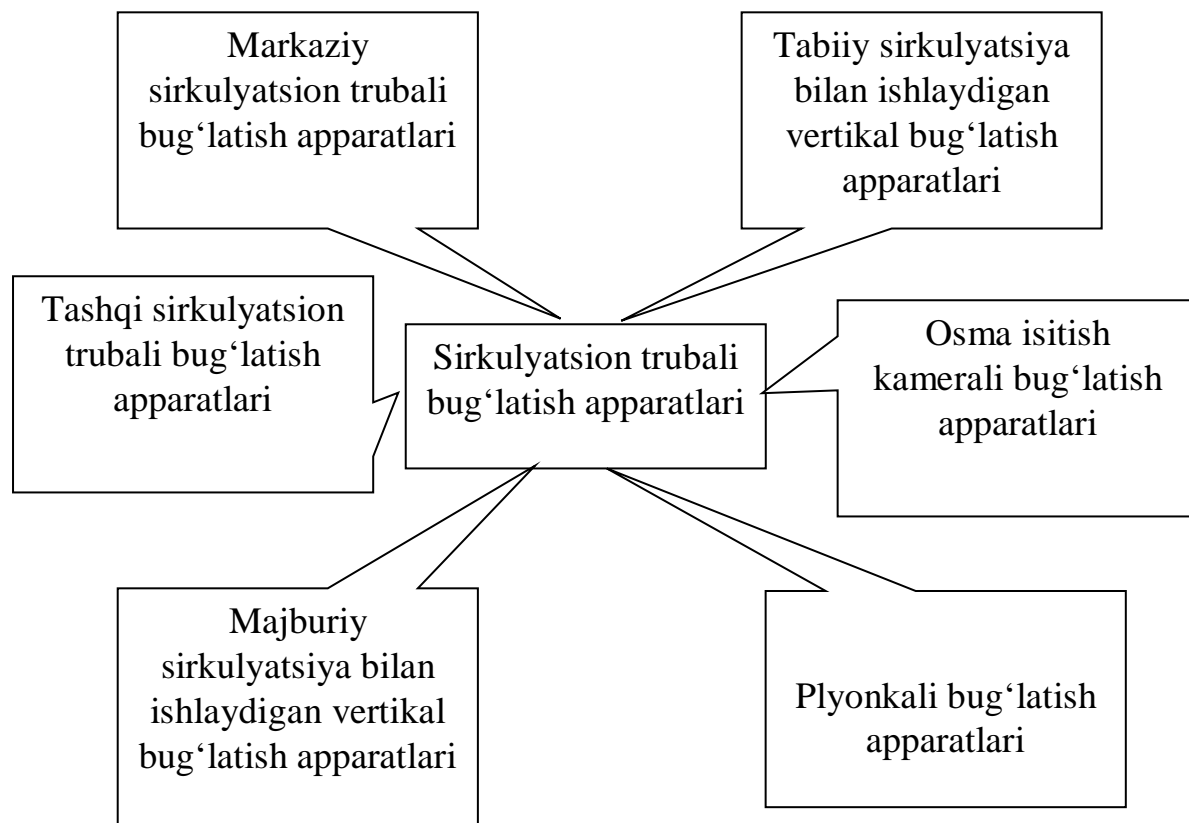 Markaziy
sirkulyatsion trubali
bug‘latish apparatlari
Tabiiy sirkulyatsiya
bilan ishlaydigan
vertikal bug‘latish
apparatlari
Tashqi sirkulyatsion
trubali bug‘latish
apparatlari
Sirkulyatsion trubali
bug‘latish apparatlari
Osma isitish
kamerali bug‘latish
apparatlari
Majburiy
sirkulyatsiya bilan
ishlaydigan vertikal
bug‘latish apparatlari
Plyonkali bug‘latish
apparatlari